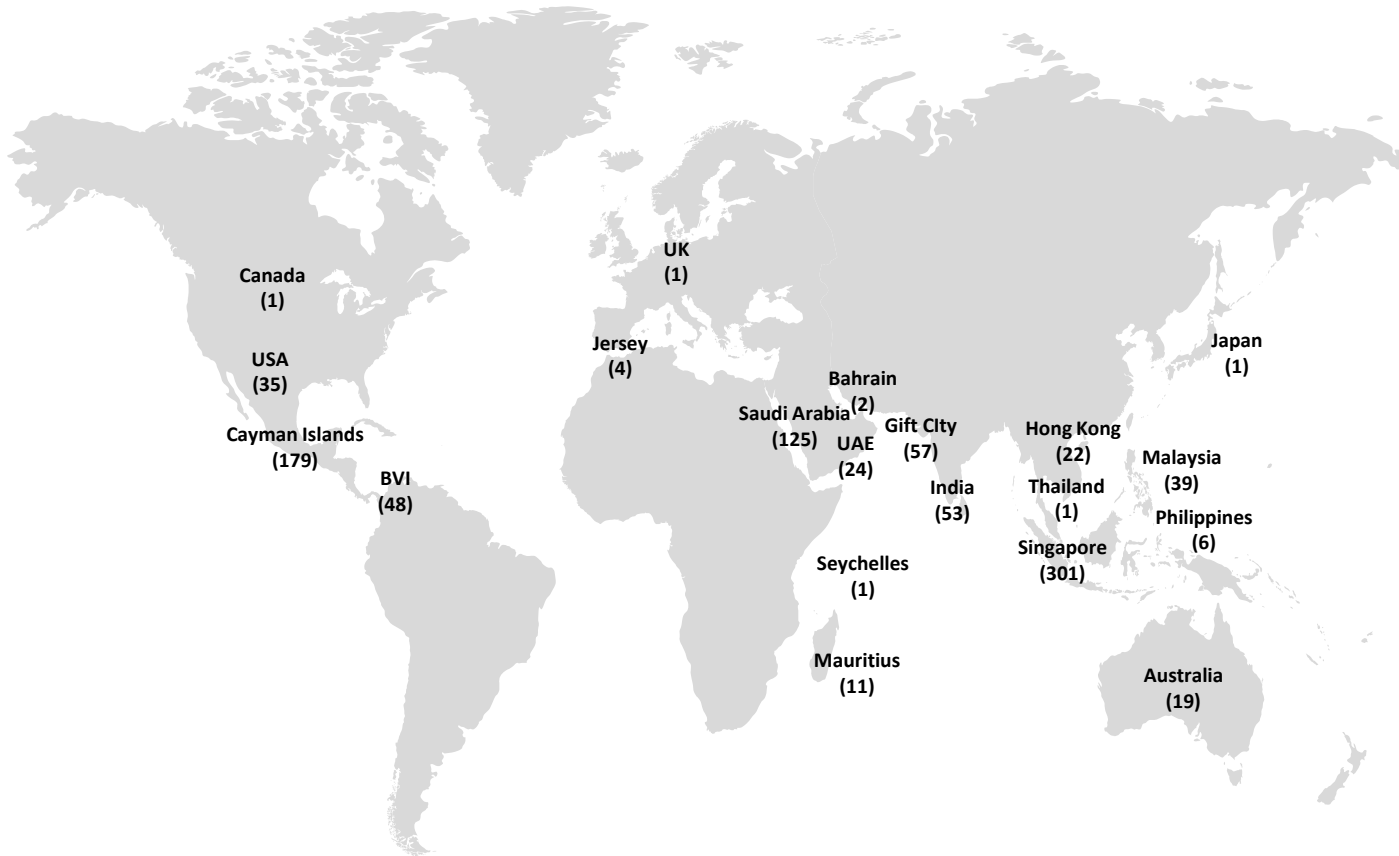 UK
(1)
Canada
(1)
Jersey
(4)
Japan
(1)
USA
(35)
Bahrain
(2)
Saudi Arabia
(125)
UAE
(24)
Gift CIty
(57)
Hong Kong
(22)
Cayman Islands
(179)
Malaysia
(39)
BVI
(48)
India
(53)
Thailand
(1)
Philippines
(6)
Singapore
(301)
Seychelles
(1)
Mauritius
(11)
Australia
(19)